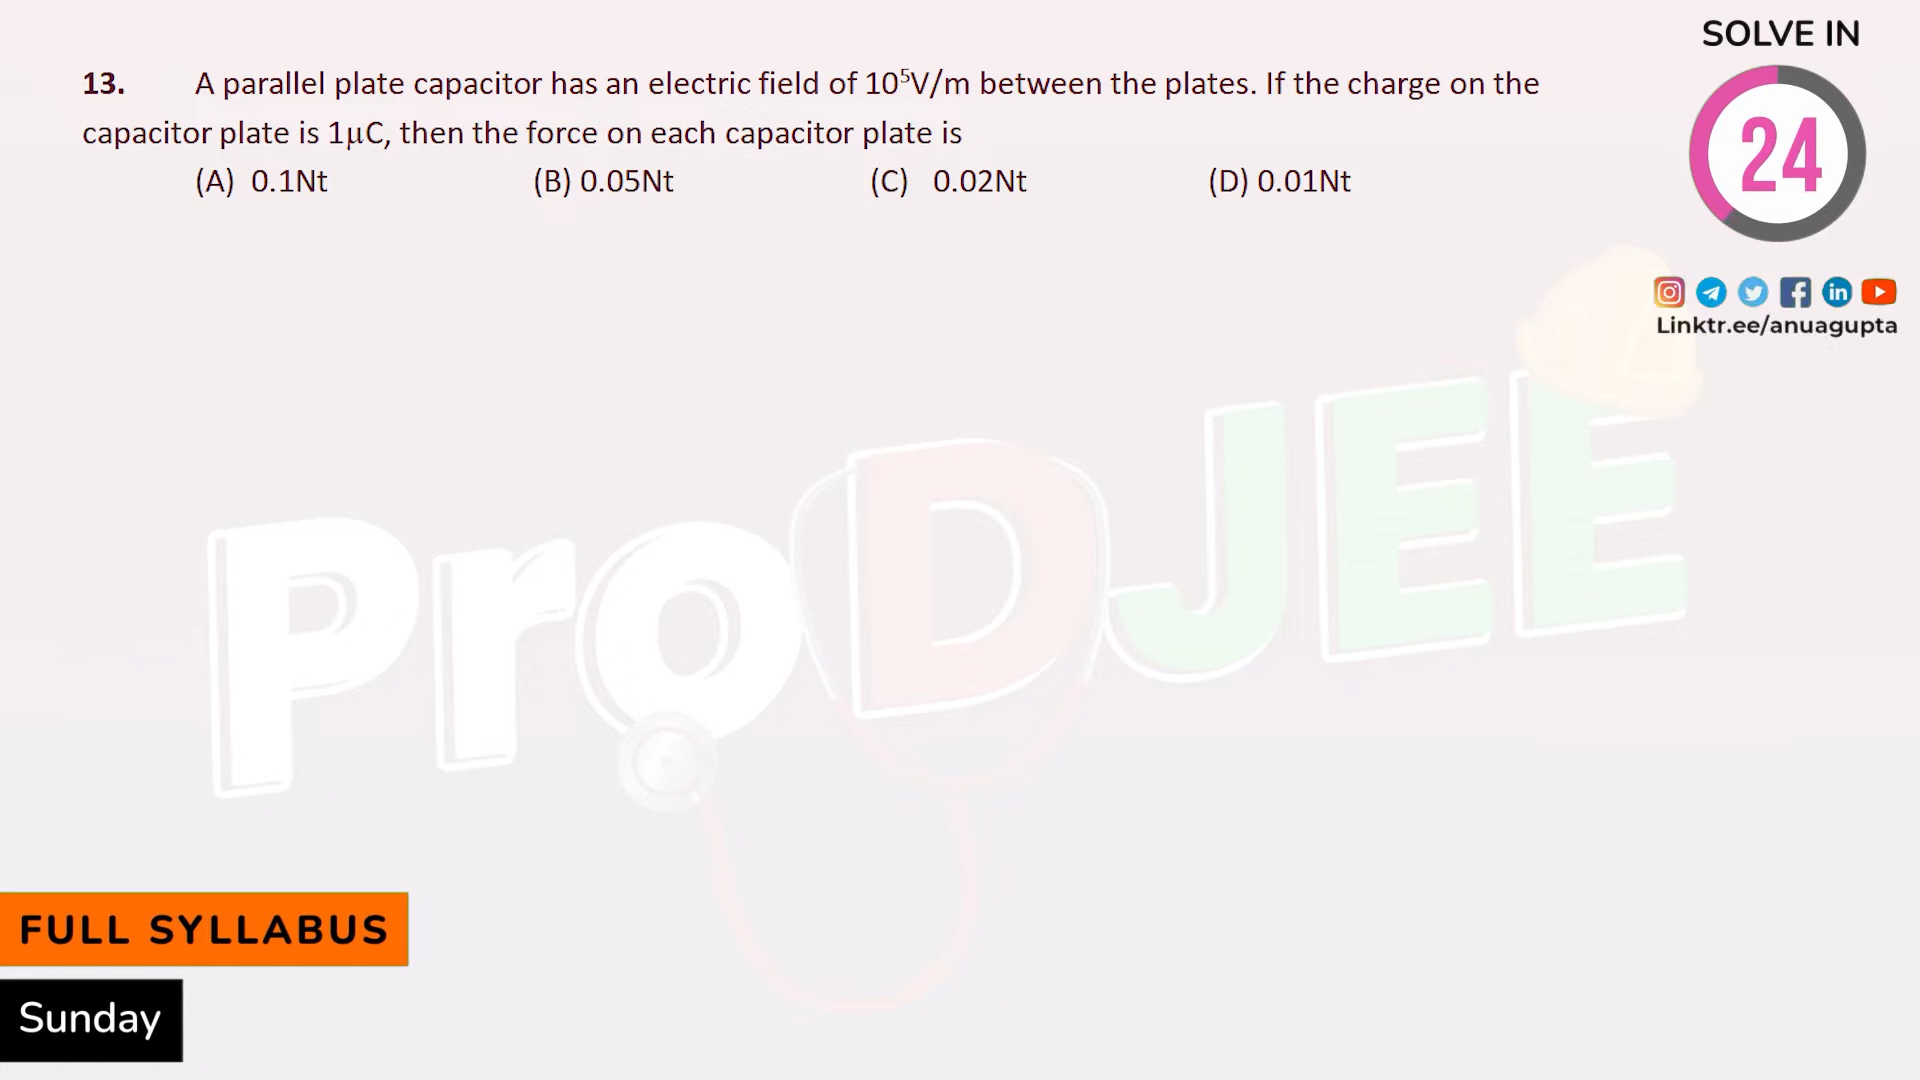 SOLVE IN
24
13. A parallel plate capacitor has an electric field of 10⁵V/m between the plates. If the charge on the
capacitor plate is 1μC, then the force on each capacitor plate is
(A) 0.1Nt (B) 0.05Nt (C) 0.02Nt (D) 0.01Nt
Linktr.ee/anuagupta
ProDJEE
FULL SYLLABUS
Sunday